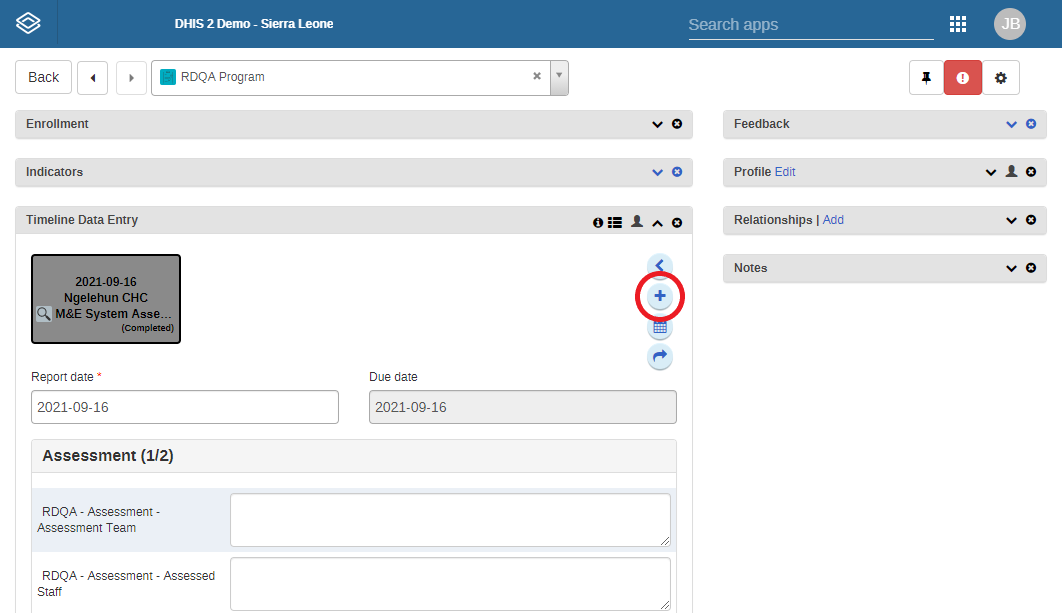 DHIS 2 Demo - Sierra Leone
Search apps
JB
Back
RDQA Program
Enrollment
Indicators
Timeline Data Entry
2021-09-16
Ngelehun CHC
M&E System Asse...
(Completed)
Report date *
Due date
2021-09-16
2021-09-16
Assessment (1/2)
RDQA - Assessment -
Assessment Team
RDQA - Assessment - Assessed
Staff
Feedback
Profile Edit
Relationships | Add
Notes